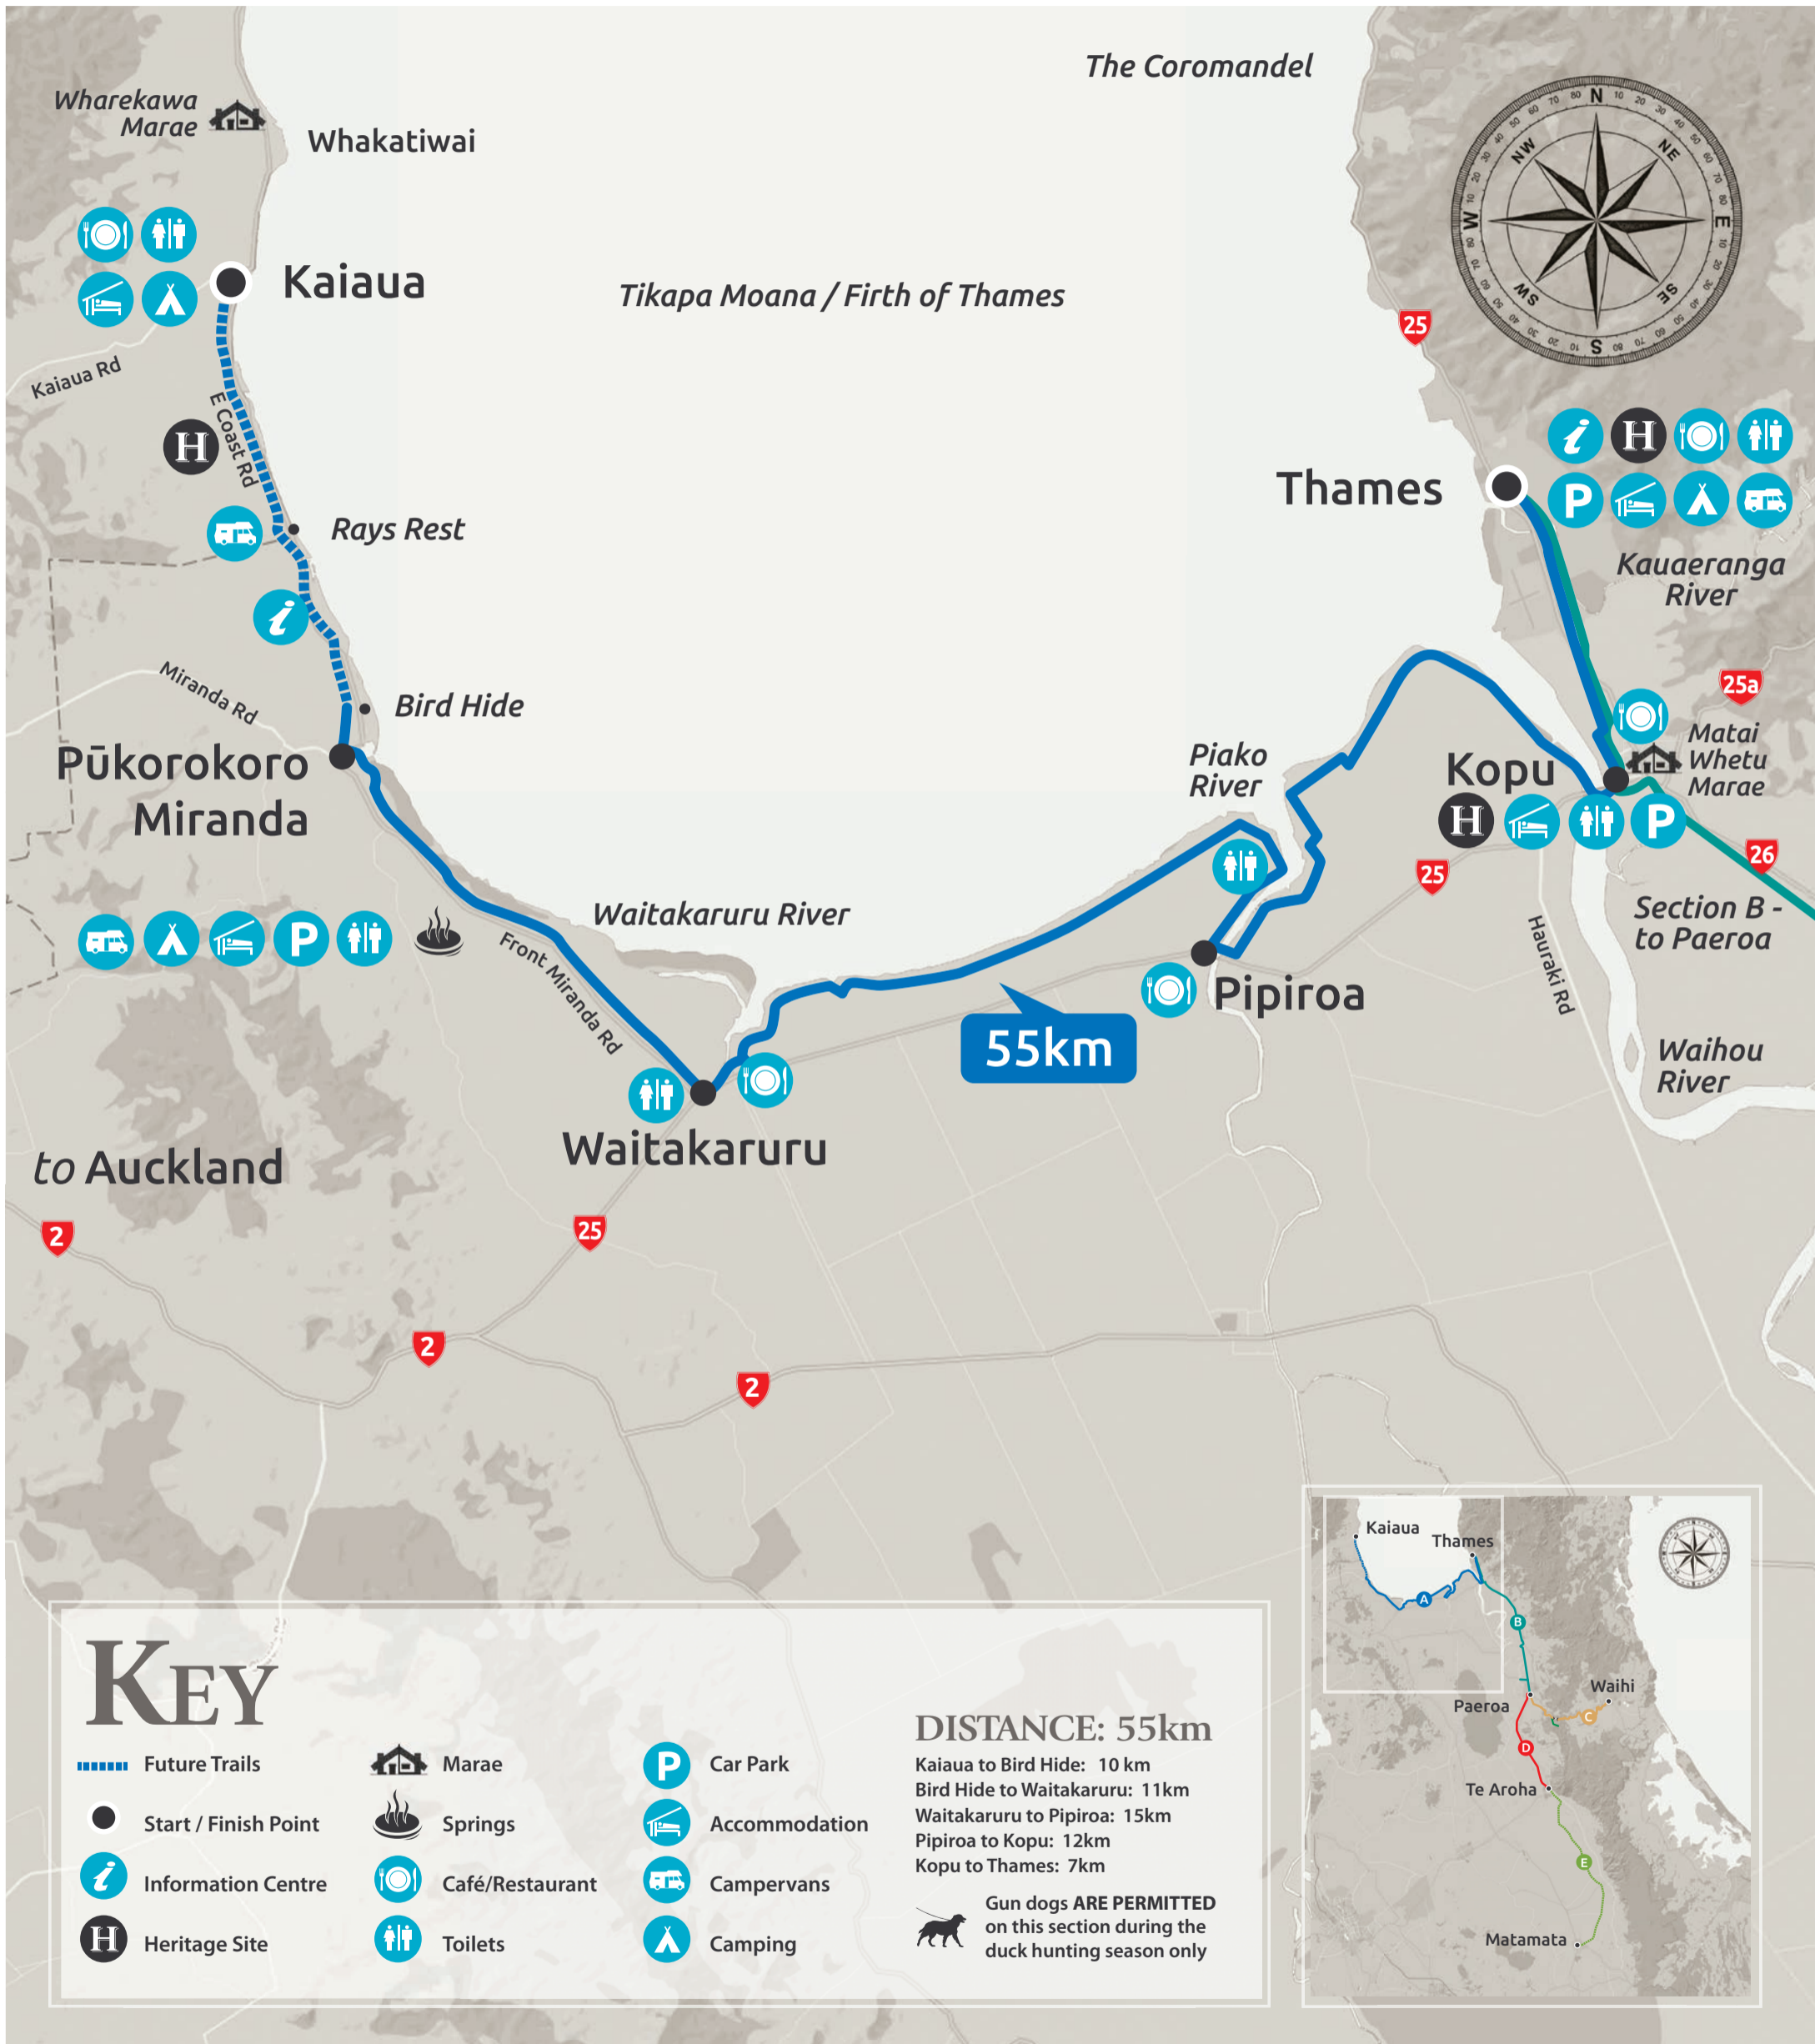 The Coromandel
Wharekawa
Marae
Whakatiwai
Kaiaua
Tikapa Moana / Firth of Thames
25
N
NE
E
SE
S
SW
W
NW
Kaiaua Rd
E Coast Rd
H
Rays Rest
i
Miranda Rd
Bird Hide
Pūkorokoro
Miranda
Thames
i
H
P
Kauaeranga
River
25a
Matai
Whetu
Marae
Kopu
H
P
Piako
River
25
26
Section B -
to Paeroa
Hauraki Rd
Waihou
River
P
Waitakaruru River
Front Miranda Rd
Pipiroa
55km
Waitakaruru
to Auckland
2
25
2
2
KEY
Future Trails
Start / Finish Point
i
Information Centre
H
Heritage Site
Marae
Springs
Café/Restaurant
Toilets
P
Car Park
Accommodation
Campervans
Camping
DISTANCE: 55km
Kaiaua to Bird Hide: 10 km
Bird Hide to Waitakaruru: 11km
Waitakaruru to Pipiroa: 15km
Pipiroa to Kopu: 12km
Kopu to Thames: 7km
Gun dogs ARE PERMITTED
on this section during the
duck hunting season only
Kaiaua
Thames
A
B
Waihi
Paeroa
C
D
Te Aroha
E
Matamata